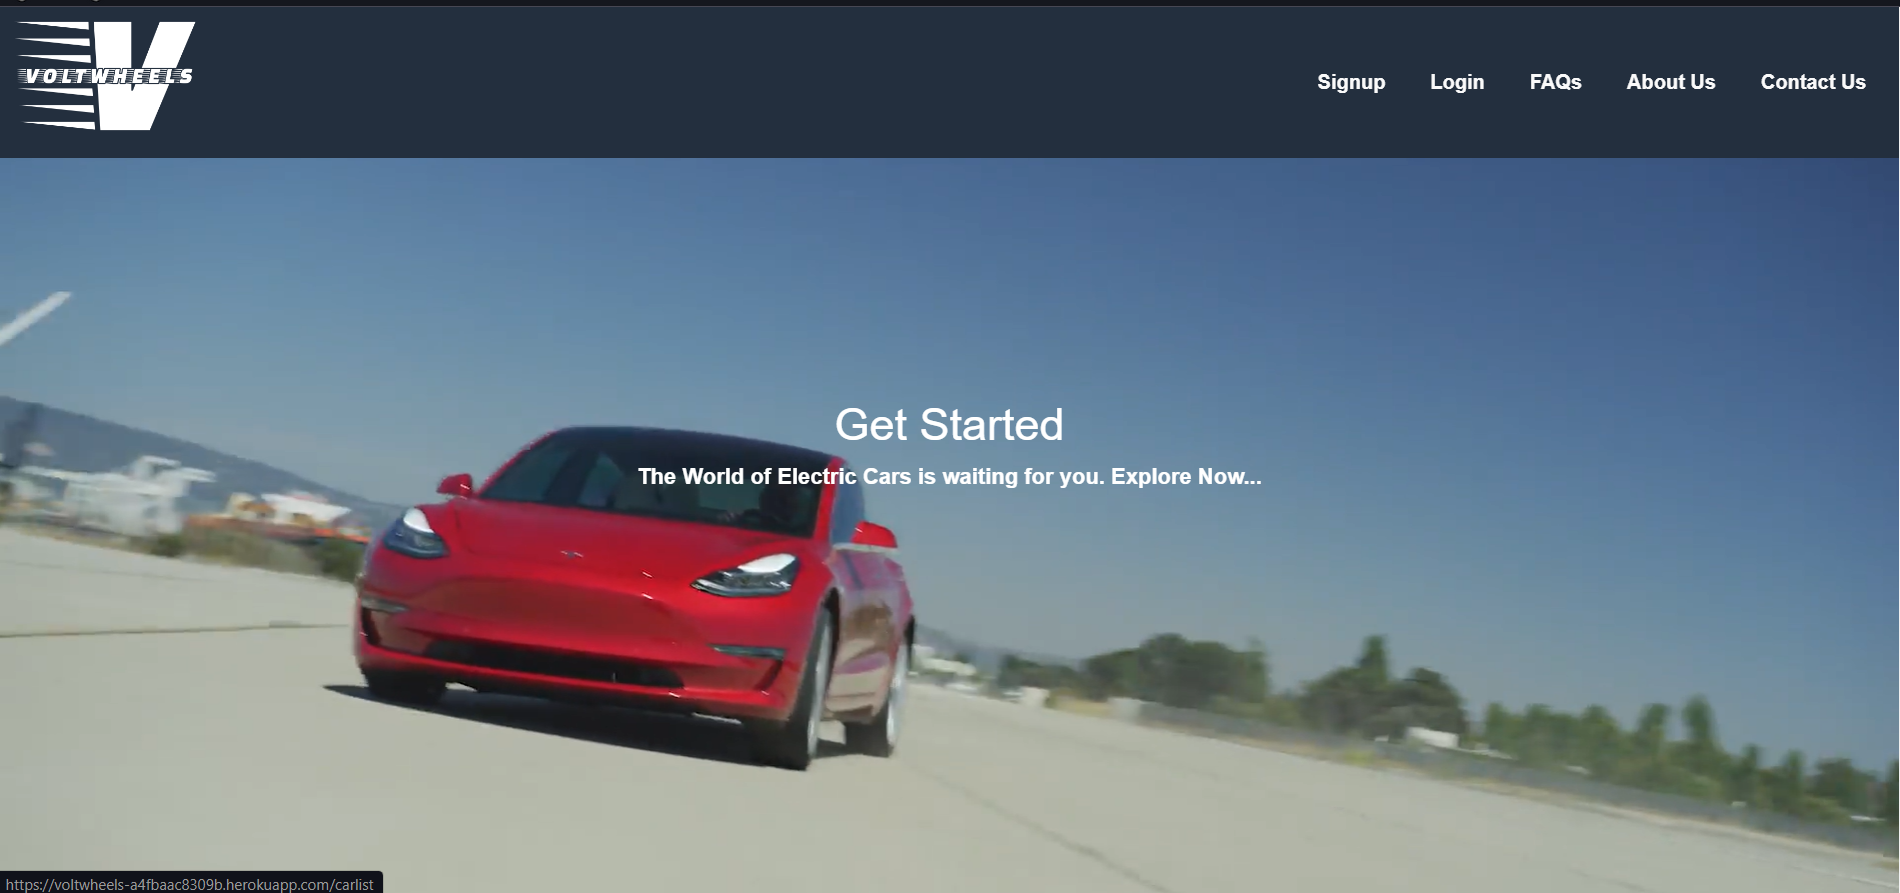 VOLTWHEELS
Signup Login FAQs About Us Contact Us
Get Started
The World of Electric Cars is waiting for you. Explore Now...
https://voltwheels-a4fbaac8309b.herokuapp.com/carlist